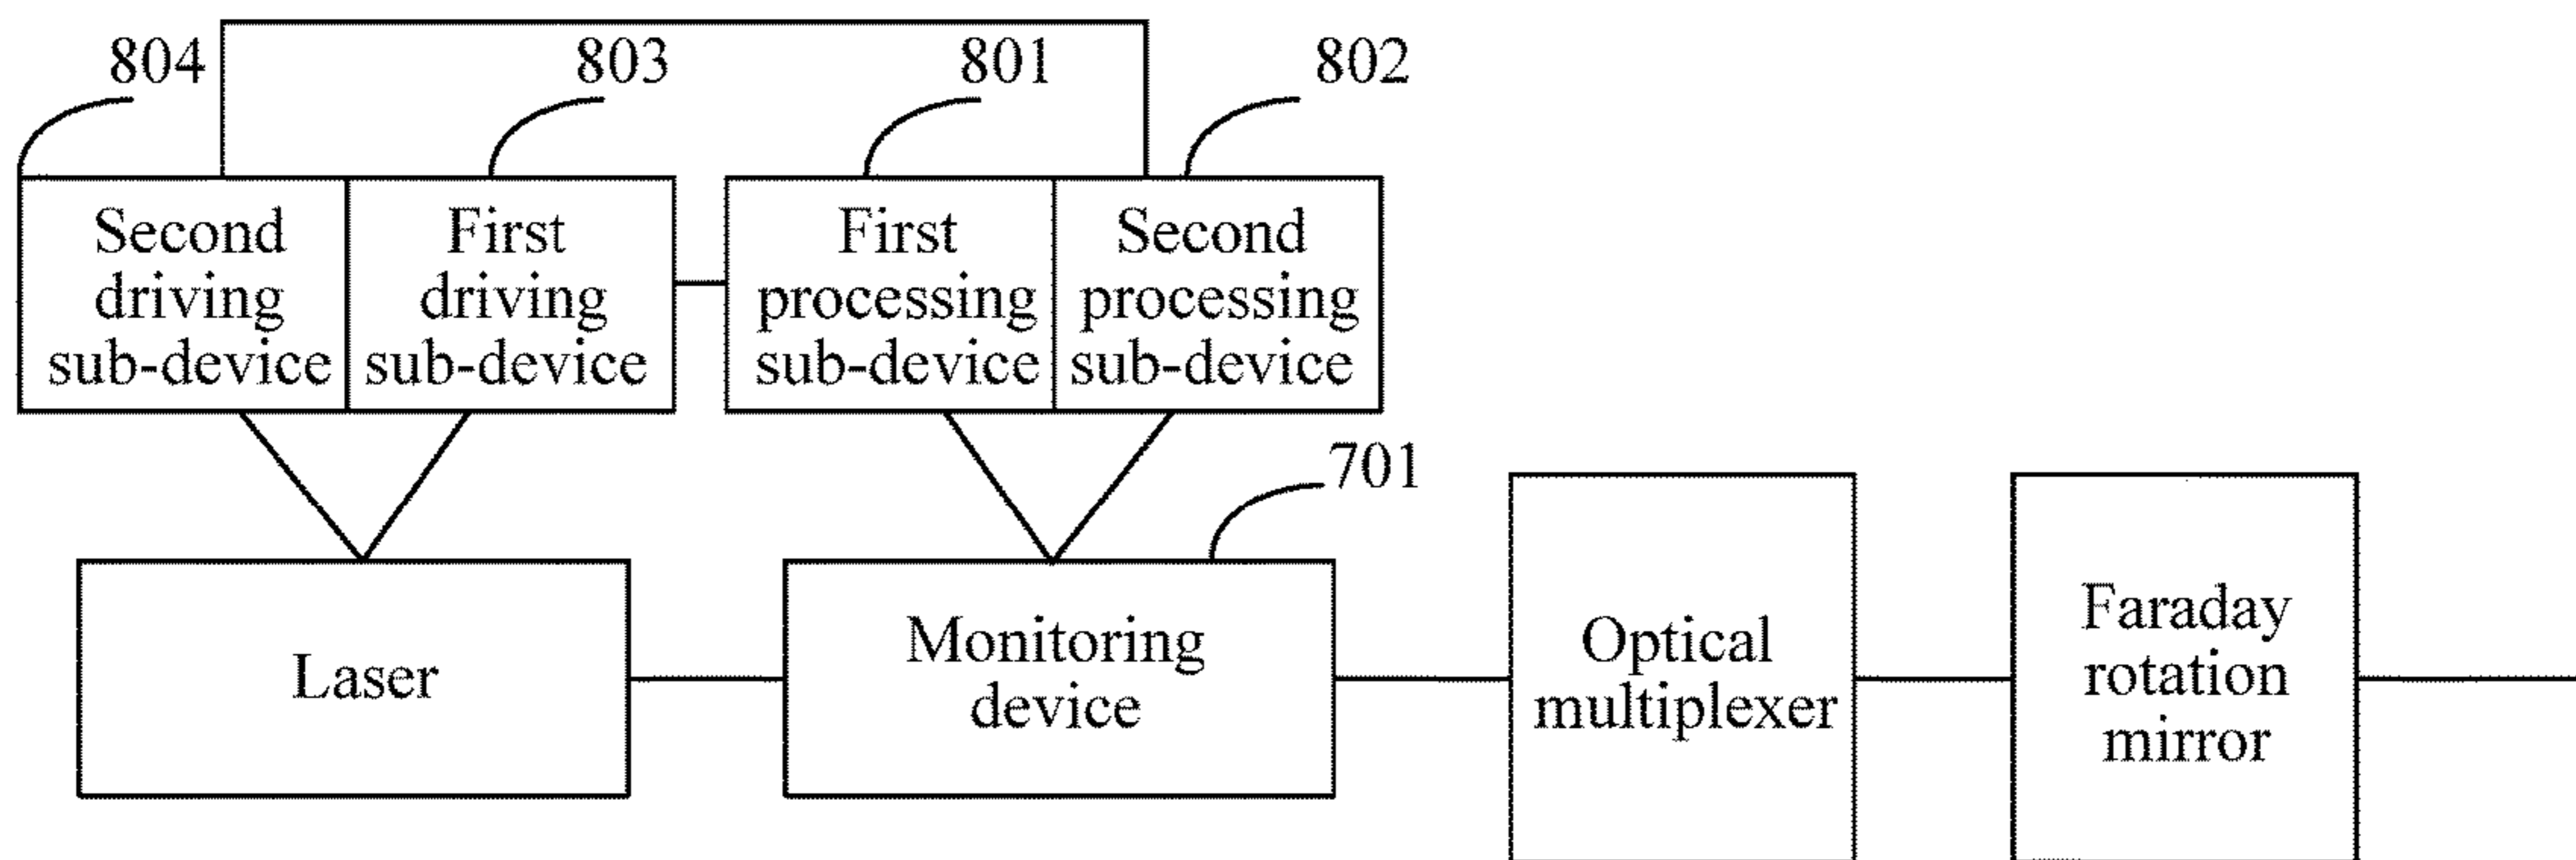 804
803
801
802
Second
driving
sub-device
First
driving
sub-device
First
processing
sub-device
Second
processing
sub-device
701
Laser
Monitoring
device
Optical
multiplexer
Faraday
rotation
mirror